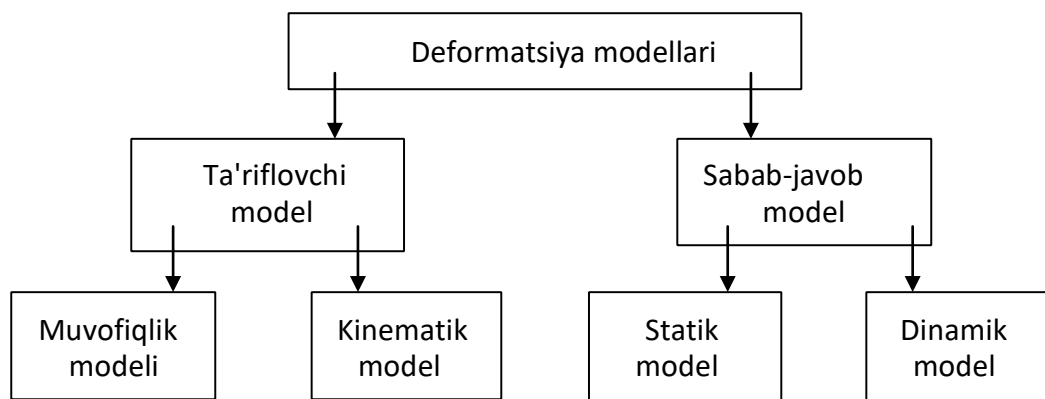 Deformatsiya modellari
Ta'riflovchi
model
Sabab-javob
model
Muvofiqlik
modeli
Kinematik
model
Statik
model
Dinamik
model